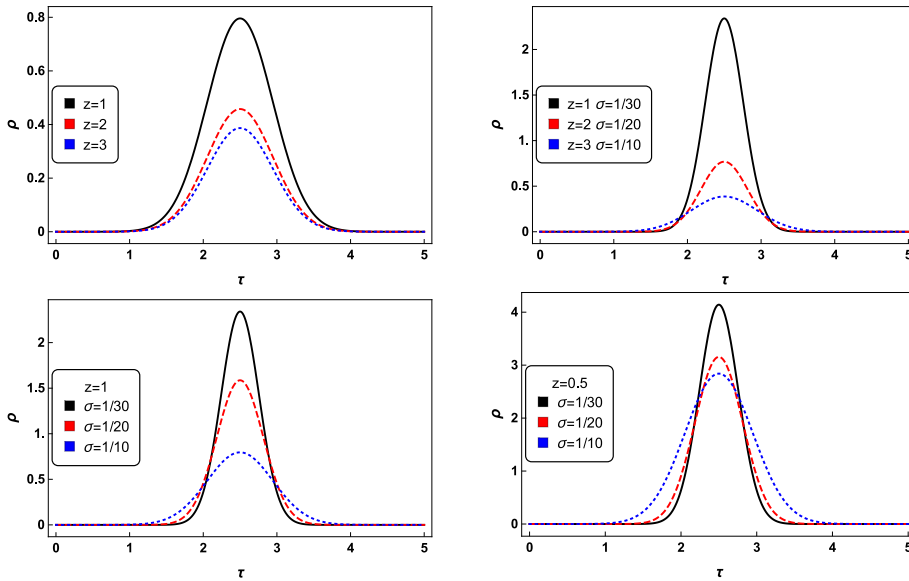 0.8
0.6
0.4
0.2
0
ρ
z=1
z=2
z=3
0 1 2 3 4 5
τ
2
1.5
1.
0.5
0
ρ
z=1 σ=1/30
z=2 σ=1/20
z=3 σ=1/10
0 1 2 3 4 5
τ
2
1.5
1.
0.5
0
ρ
z=1
σ=1/30
σ=1/20
σ=1/10
0 1 2 3 4 5
τ
4
3
2
1
0
ρ
z=0.5
σ=1/30
σ=1/20
σ=1/10
0 1 2 3 4 5
τ